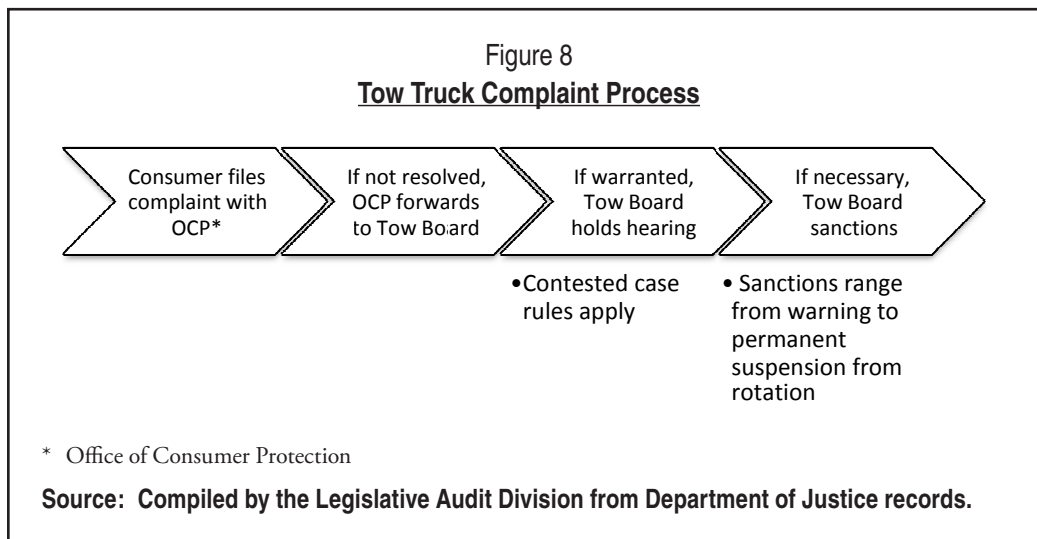 Figure 8
Tow Truck Complaint Process
Consumer files
complaint with
OCP*
If not resolved,
OCP forwards
to Tow Board
If warranted,
Tow Board
holds hearing
If necessary,
Tow Board
sanctions
•Contested case
rules apply
• Sanctions range
from warning to
permanent
suspension from
rotation
* Office of Consumer Protection
Source: Compiled by the Legislative Audit Division from Department of Justice records.